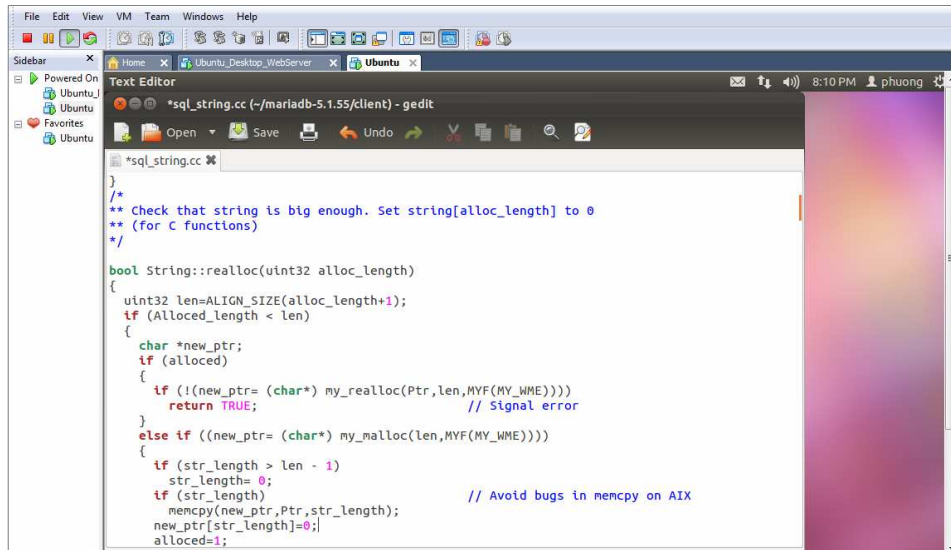 File Edit View VM Team Windows Help
Sidebar x
Home x Ubuntu_Desktop_WebServer x Ubuntu x
Powered On
Ubuntu_
Ubuntu
Favorites
Ubuntu
Text Editor 8:10 PM phuong
*sql_string.cc (~/mariadb-5.1.55/client) - gedit
Open Save Undo
*sql_string.cc
}
/*
** Check that string is big enough. Set string[alloc_length] to 0
** (for C functions)
*/
bool String::realloc(uint32 alloc_length)
{
uint32 len=ALIGN_SIZE(alloc_length+1);
if (Alloced_length < len)
{
char *new_ptr;
if (alloced)
{
if (!(new_ptr= (char*) my_realloc(Ptr,len,MYF(MY_WME))))
return TRUE; // Signal error
}
else if ((new_ptr= (char*) my_malloc(len,MYF(MY_WME))))
{
if (str_length > len - 1)
str_length= 0;
if (str_length) // Avoid bugs in memcpy on AIX
memcpy(new_ptr,Ptr,str_length);
new_ptr[str_length]=0;
alloced=1;